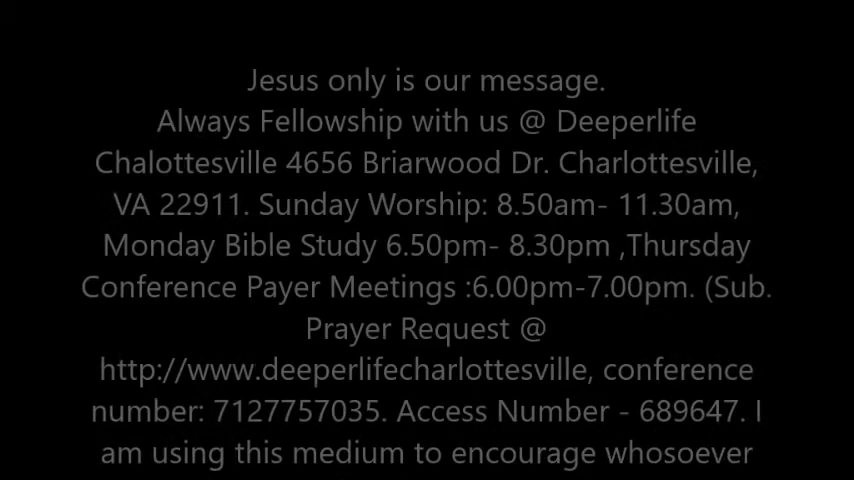 Jesus only is our message.
Always Fellowship with us @ Deeperlife
Chalottesville 4656 Briarwood Dr. Charlottesville,
VA 22911. Sunday Worship: 8.50am- 11.30am,
Monday Bible Study 6.50pm- 8.30pm ,Thursday
Conference Payer Meetings :6.00pm-7.00pm. (Sub.
Prayer Request @
http://www.deeperlifecharlottesville, conference
number: 7127757035. Access Number - 689647. I
am using this medium to encourage whosoever